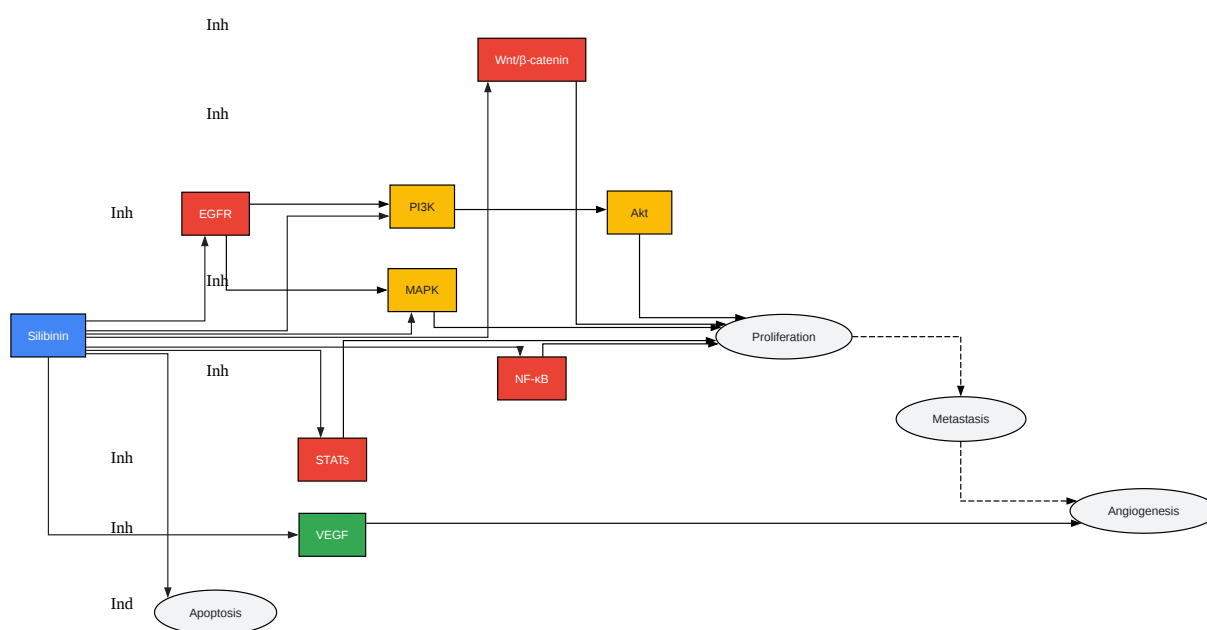 Inh
Wnt/β-catenin
Inh
EGFR
PI3K
Akt
Inh
Inh
MAPK
Silibinin
Proliferation
Inh
NF-κB
Metastasis
STATs
Inh
Angiogenesis
Inh
VEGF
Ind
Apoptosis